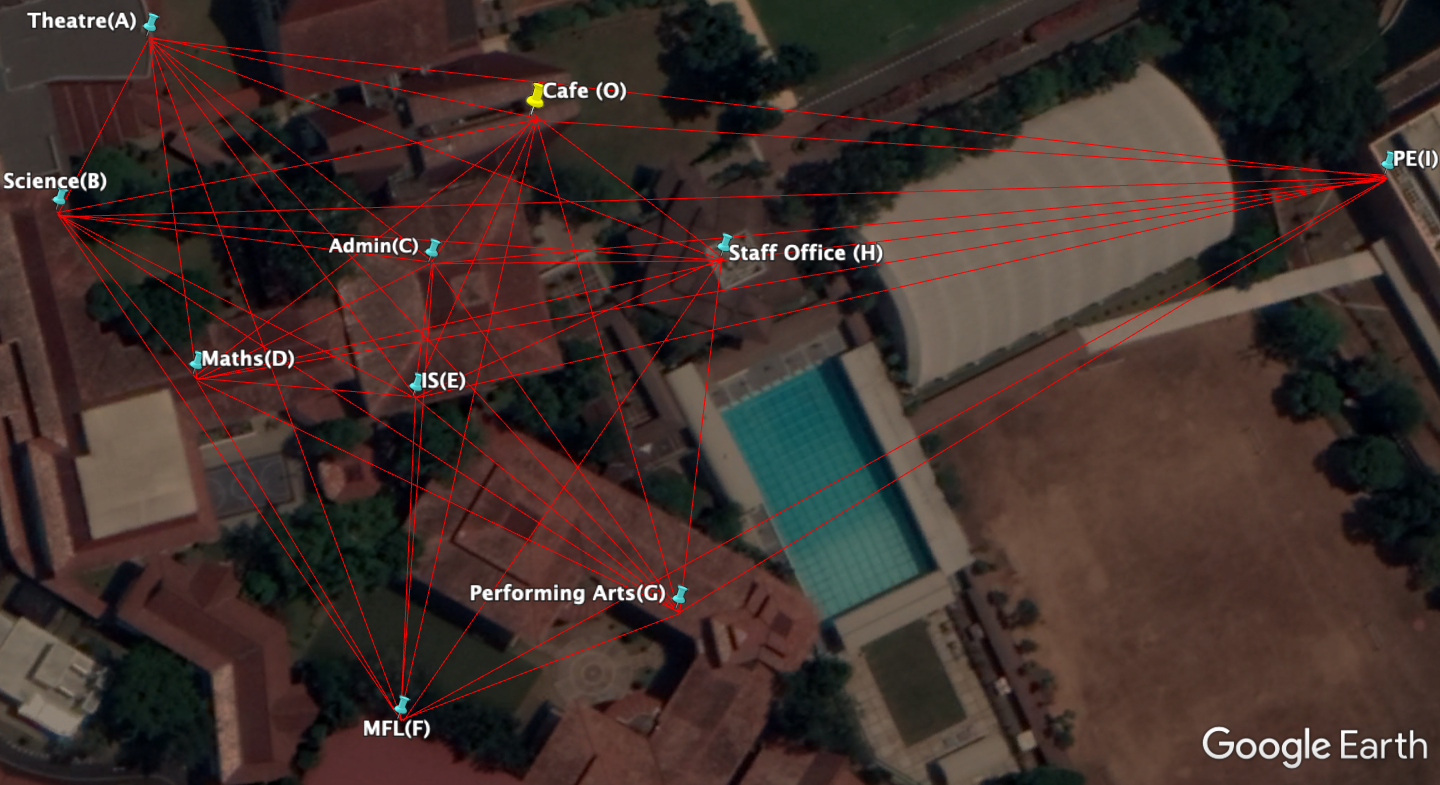 Theatre(A)
Cafe (O)
PE(I)
Science(B)
Admin(C)
Staff Office (H)
Maths(D)
IS(E)
Performing Arts(G)
MFL(F)
Google Earth